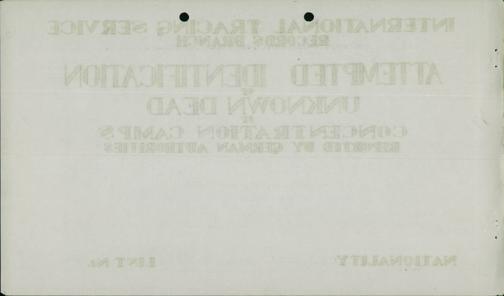 INTERNATIONAL TRACING SERVICE
RECORDS BRANCH
ATTEMPTED IDENTIFICATION
OF
UNKNOWN DEAD
IN
CONCENTRATION CAMPS
REPORTED BY GERMAN AUTHORITIES
NATIONALITY LIST No.